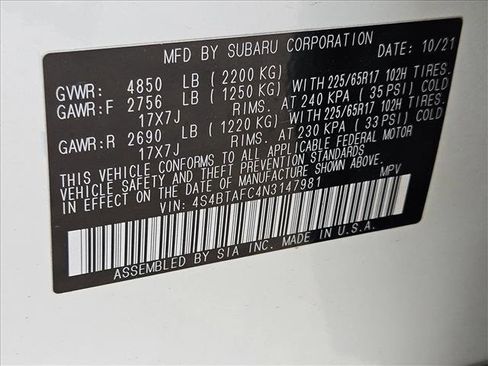 MFD BY SUBARU CORPORATION DATE: 10/21
GVWR: 4850 LB (2200 KG)
GAWR:F 2756 LB (1250 KG) WITH 225/65R17 102H TIRES.
17X7J RIMS. AT 240 KPA (35 PSI) COLD
GAWR:R 2690 LB (1220 KG) WITH 225/65R17 102H TIRES.
17X7J RIMS. AT 230 KPA (33 PSI) COLD
THIS VEHICLE CONFORMS TO ALL APPLICABLE FEDERAL MOTOR
VEHICLE SAFETY AND THEFT PREVENTION STANDARDS
IN EFFECT ON THE DATE OF MANUFACTURE SHOWN ABOVE.
VIN: 4S4BTAFC4N3147981 MPV
ASSEMBLED BY SIA INC. MADE IN U.S.A.